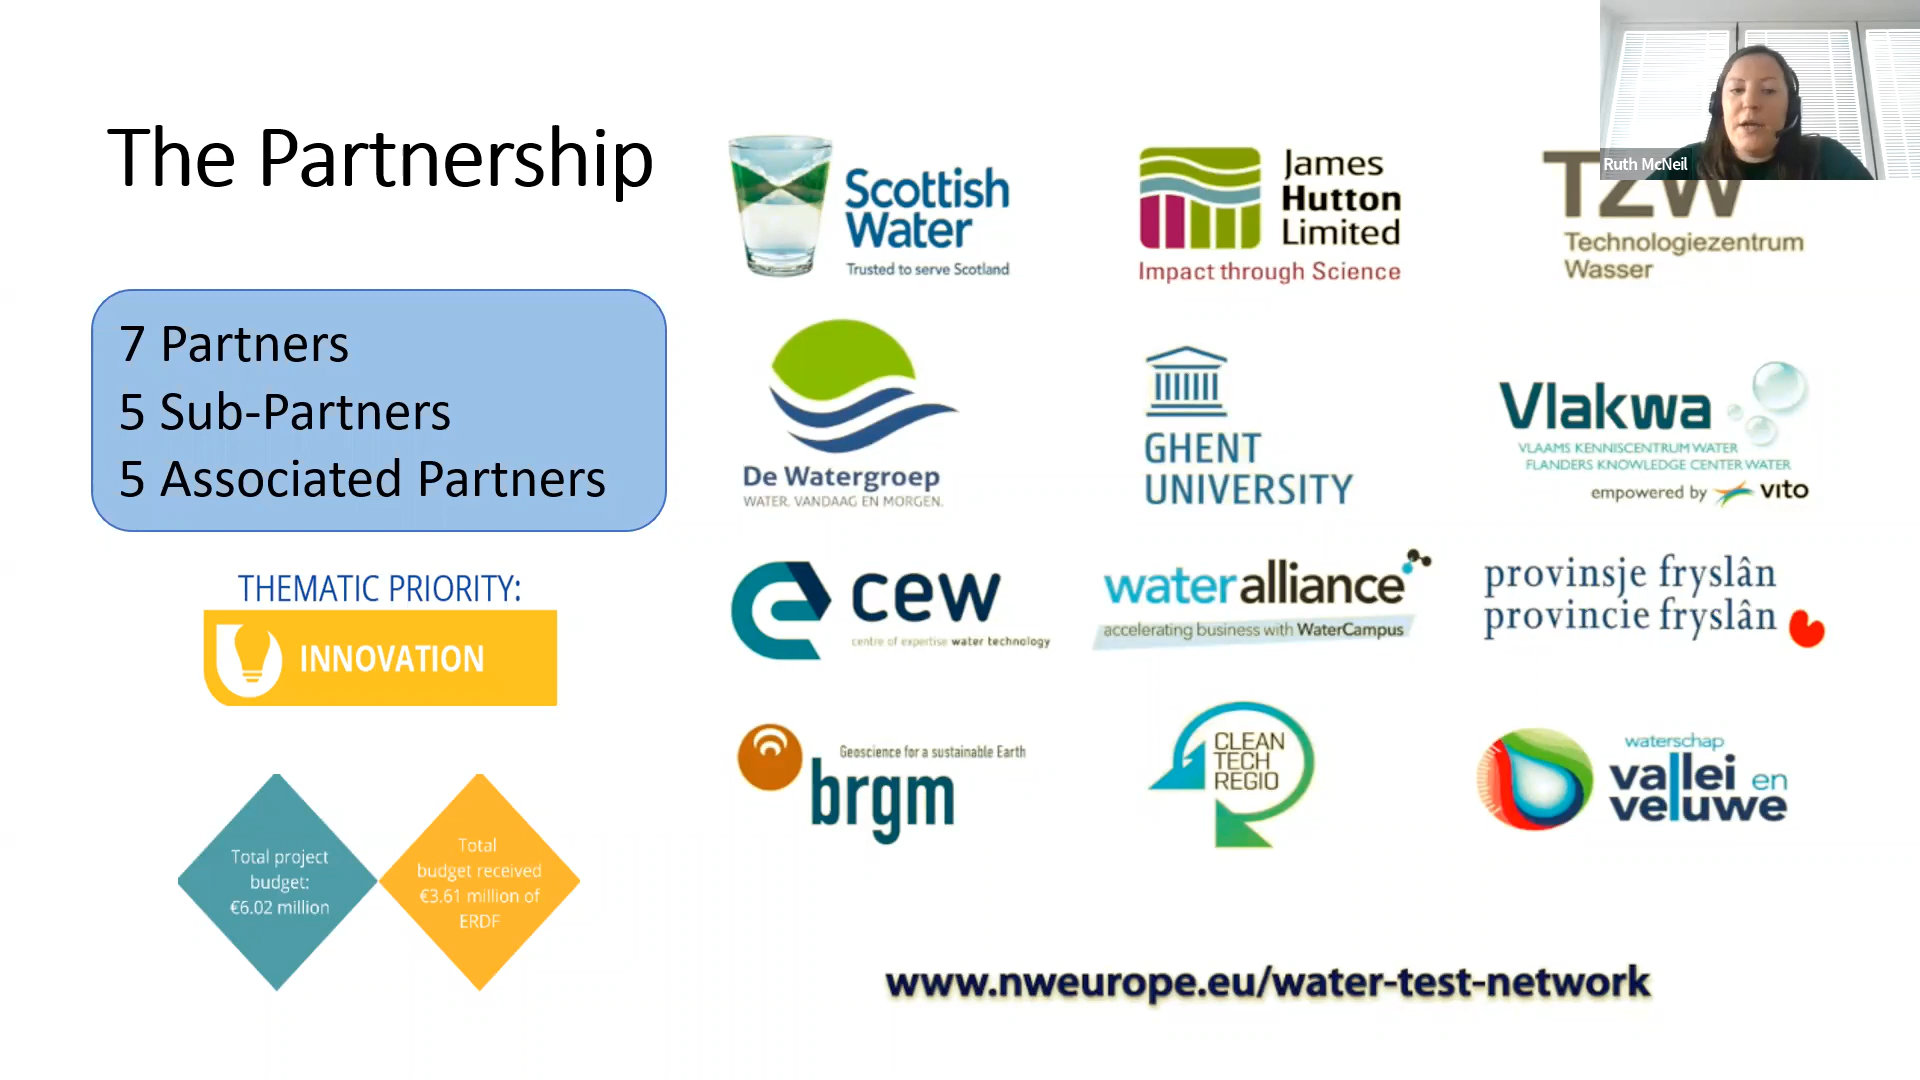 The Partnership
7 Partners
5 Sub-Partners
5 Associated Partners
THEMATIC PRIORITY:
INNOVATION
Total project
budget:
€6.02 million
Total
budget received
€3.61 million of
ERDF
Scottish
Water
Trusted to serve Scotland
James
Hutton
Limited
Impact through Science
Ruth McNeil
TZW
Technologiezentrum
Wasser
De Watergroep
WATER. VANDAAG EN MORGEN.
GHENT
UNIVERSITY
Vlakwa
VLAAMS KENNISCENTRUM WATER
FLANDERS KNOWLEDGE CENTER WATER
empowered by vito
cew
centre of expertise water technology
wateralliance
accelerating business with WaterCampus
provinsje fryslân
provincie fryslân
Geoscience for a sustainable Earth
brgm
CLEAN
TECH
REGIO
waterschap
vallei en
veluwe
www.nweurope.eu/water-test-network